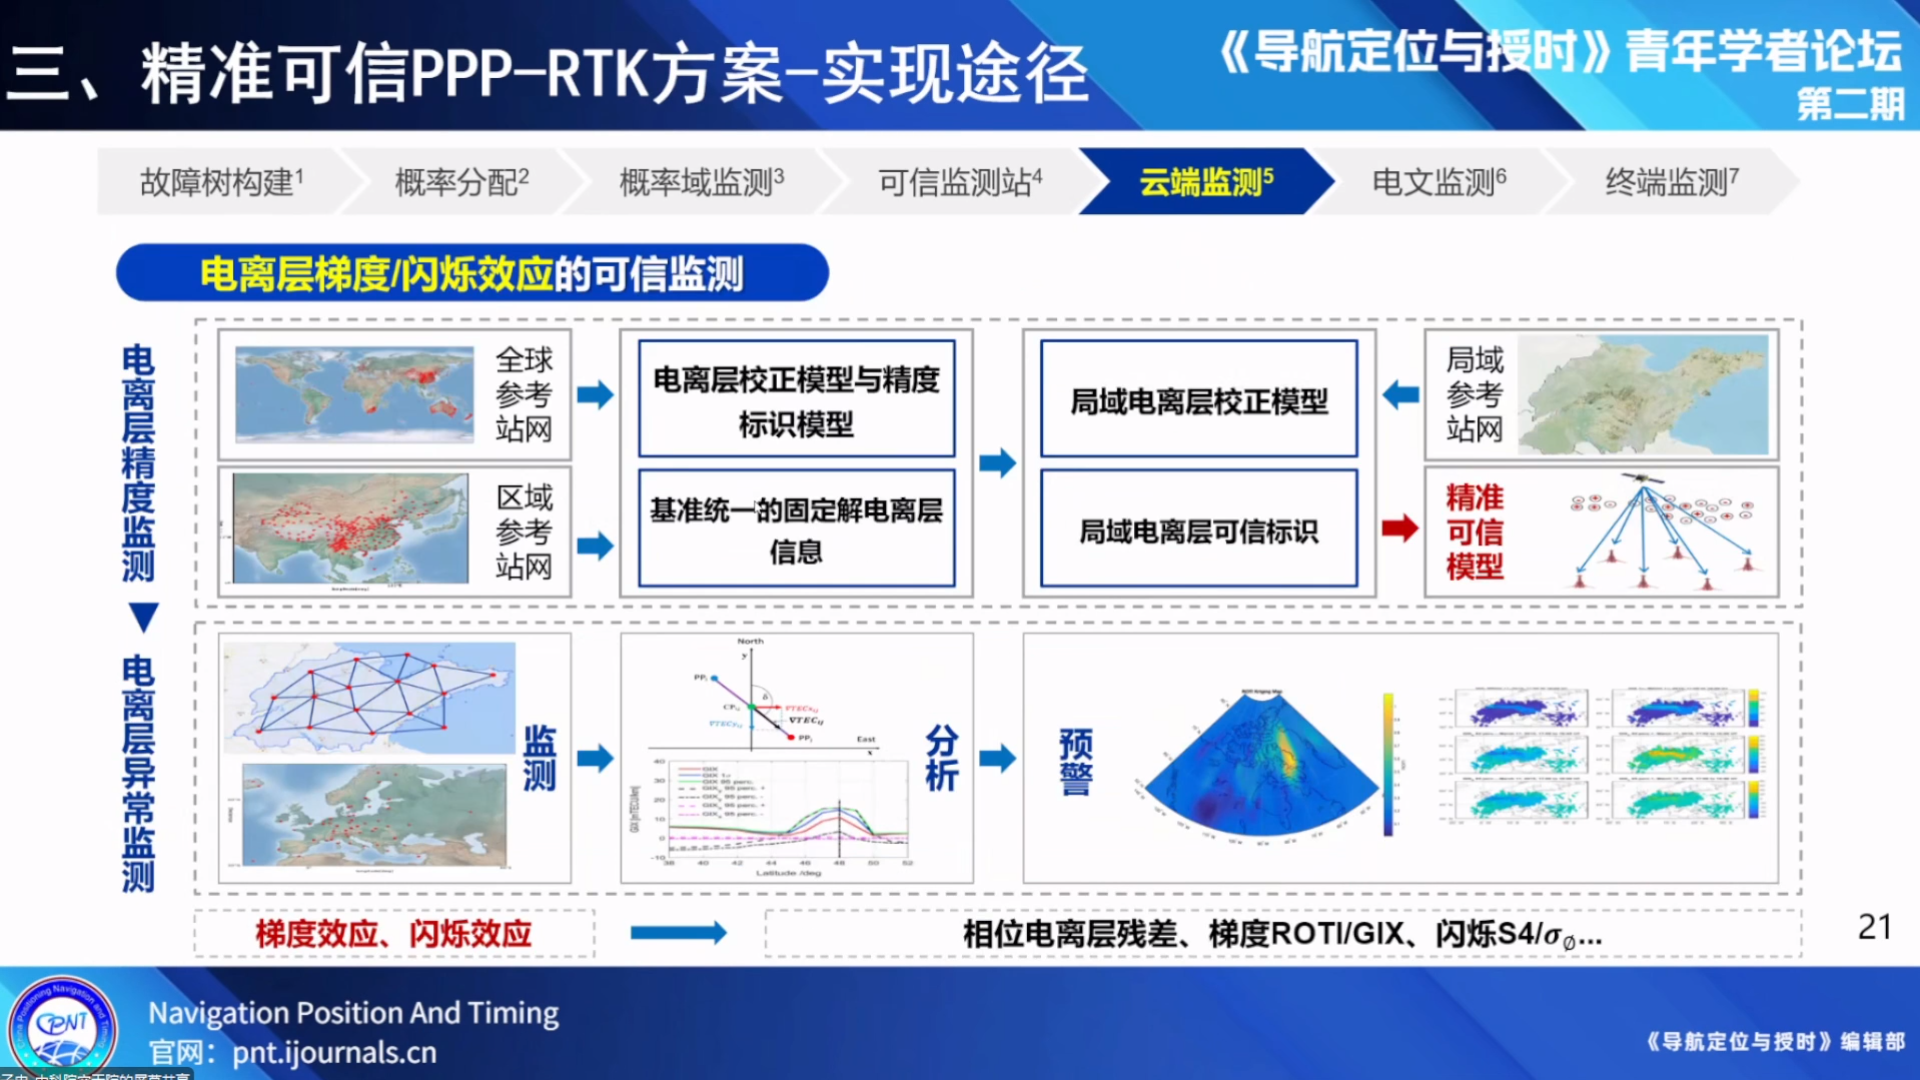 三、精准可信PPP-RTK方案-实现途径
《导航定位与授时》青年学者论坛
第二期
故障树构建1
概率分配2
概率域监测3
可信监测站4
云端监测5
电文监测6
终端监测7
电离层梯度/闪烁效应的可信监测
电离层精度监测
全球
参考
站网
电离层校正模型与精度
标识模型
局域电离层校正模型
局域
参考
站网
区域
参考
站网
基准统一的固定解电离层
信息
局域电离层可信标识
精准
可信
模型
电离层异常监测
监测
North
y
East
x
GIX
Latitude /deg
38 40 42 44 46 48 50 52
分析
预警
梯度效应、闪烁效应
相位电离层残差、梯度ROTI/GIX、闪烁S4/σ∅...
21
Navigation Position And Timing
官网：pnt.ijournals.cn
《导航定位与授时》编辑部